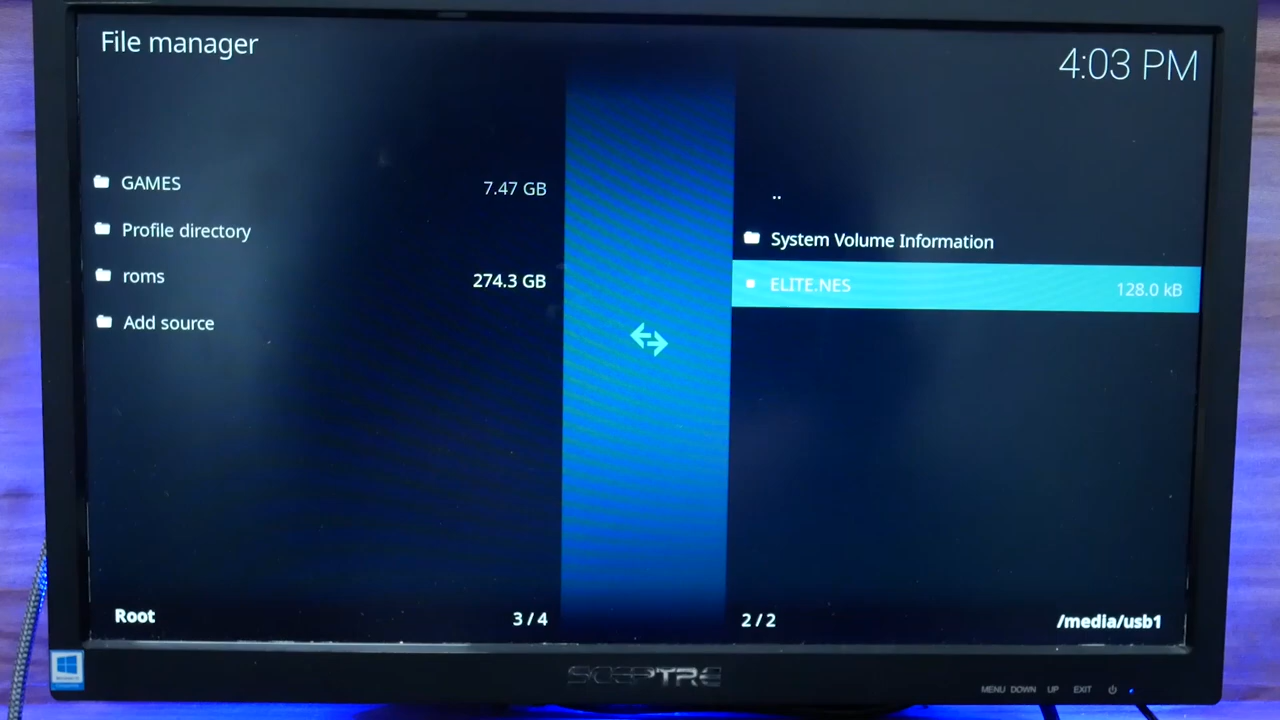 File manager
4:03 PM
GAMES 7.47 GB
Profile directory
roms 274.3 GB
Add source
..
System Volume Information
ELITE.NES 128.0 kB
Root 3 / 4
2 / 2 /media/usb1
SCEPTRE
MENU DOWN UP EXIT